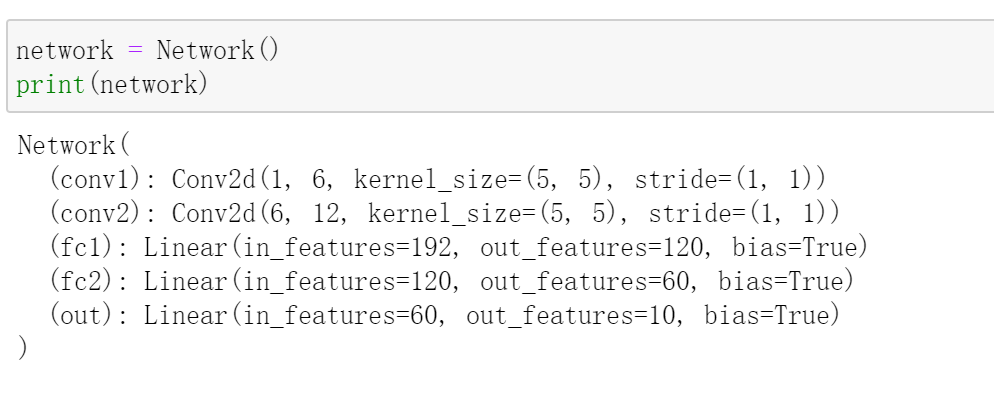 network = Network()
print(network)
Network(
  (conv1): Conv2d(1, 6, kernel_size=(5, 5), stride=(1, 1))
  (conv2): Conv2d(6, 12, kernel_size=(5, 5), stride=(1, 1))
  (fc1): Linear(in_features=192, out_features=120, bias=True)
  (fc2): Linear(in_features=120, out_features=60, bias=True)
  (out): Linear(in_features=60, out_features=10, bias=True)
)